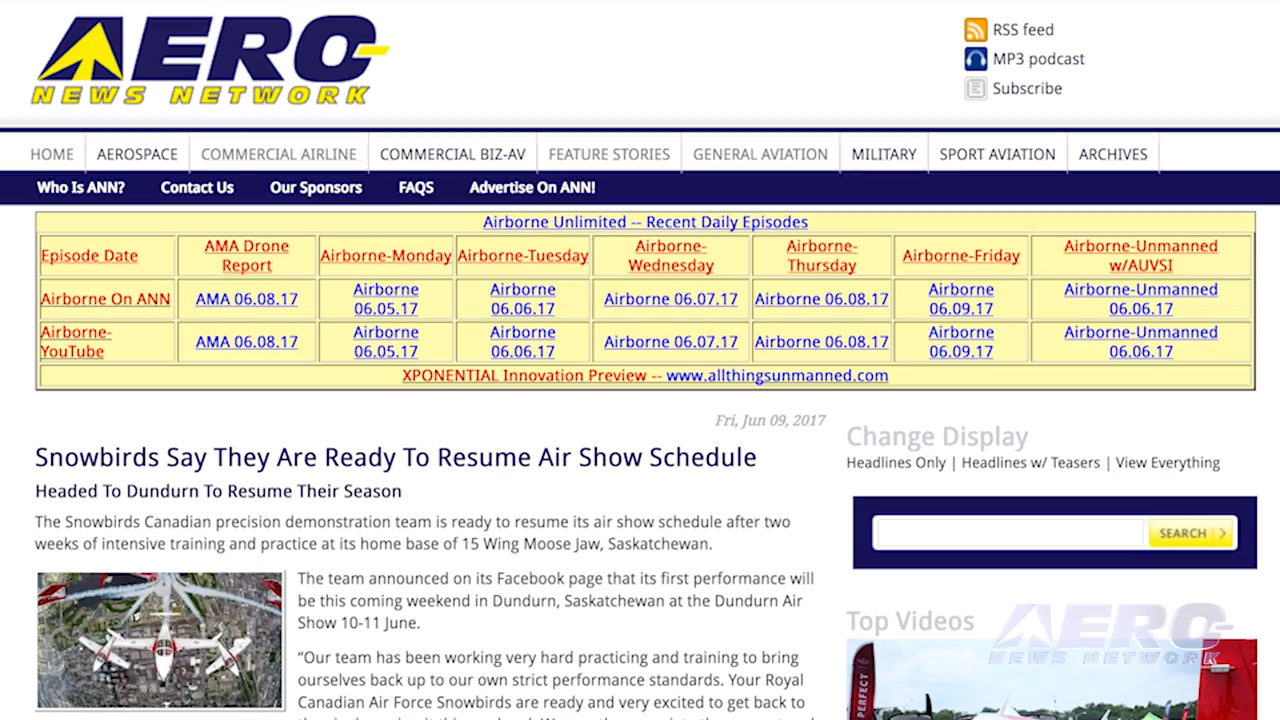 AERO
NEWS NETWORK
RSS feed
MP3 podcast
Subscribe
HOME AEROSPACE COMMERCIAL AIRLINE COMMERCIAL BIZ-AV FEATURE STORIES GENERAL AVIATION MILITARY SPORT AVIATION ARCHIVES
Who Is ANN? Contact Us Our Sponsors FAQS Advertise On ANN!
Airborne Unlimited -- Recent Daily Episodes
Episode Date AMA Drone Report Airborne-Monday Airborne-Tuesday Airborne-Wednesday Airborne-Thursday Airborne-Friday Airborne-Unmanned w/AUVSI
Airborne On ANN AMA 06.08.17 Airborne 06.05.17 Airborne 06.06.17 Airborne 06.07.17 Airborne 06.08.17 Airborne 06.09.17 Airborne-Unmanned 06.06.17
Airborne-YouTube AMA 06.08.17 Airborne 06.05.17 Airborne 06.06.17 Airborne 06.07.17 Airborne 06.08.17 Airborne 06.09.17 Airborne-Unmanned 06.06.17
XPONENTIAL Innovation Preview -- www.allthingsunmanned.com
Fri, Jun 09, 2017
Snowbirds Say They Are Ready To Resume Air Show Schedule
Headed To Dundurn To Resume Their Season
The Snowbirds Canadian precision demonstration team is ready to resume its air show schedule after two
weeks of intensive training and practice at its home base of 15 Wing Moose Jaw, Saskatchewan.
The team announced on its Facebook page that its first performance will
be this coming weekend in Dundurn, Saskatchewan at the Dundurn Air
Show 10-11 June.
“Our team has been working very hard practicing and training to bring
ourselves back up to our own strict performance standards. Your Royal
Canadian Air Force Snowbirds are ready and very excited to get back to
Change Display
Headlines Only | Headlines w/ Teasers | View Everything
SEARCH
Top Videos
AERO
NEWS NETWORK
PERFECT